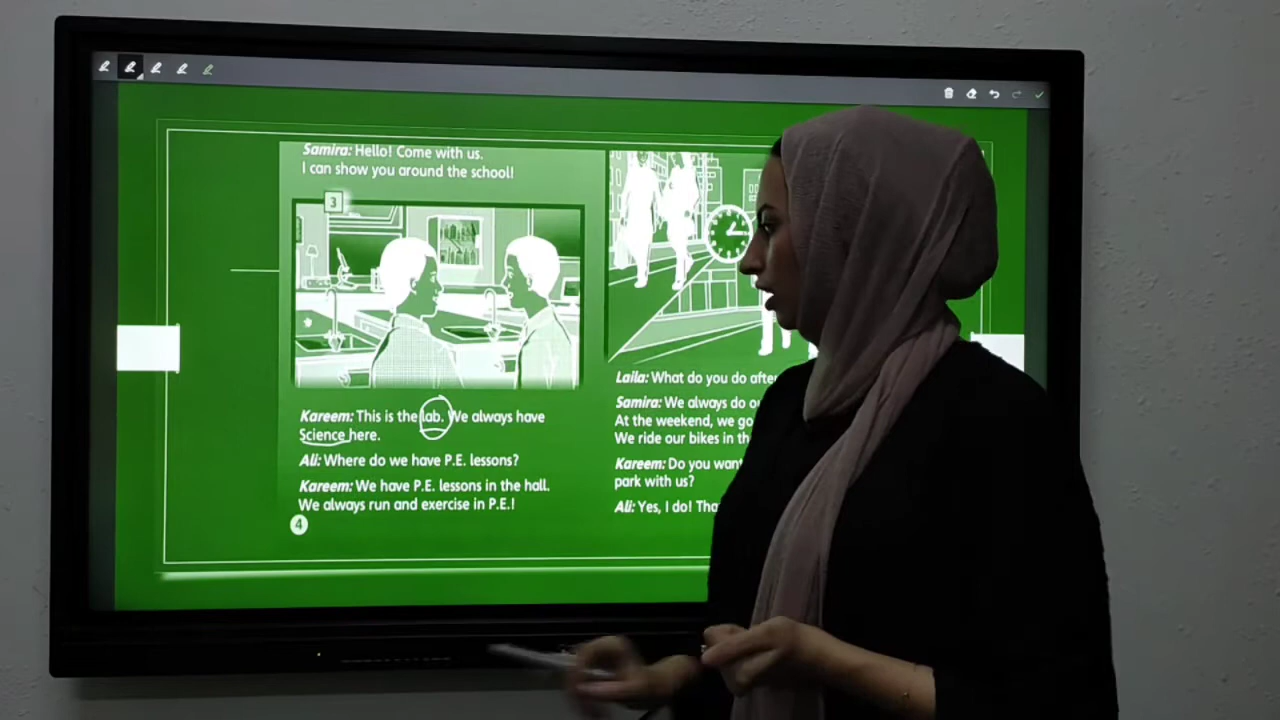 Samira: Hello! Come with us.
I can show you around the school!
3
Kareem: This is the lab. We always have
Science here.
Ali: Where do we have P.E. lessons?
Kareem: We have P.E. lessons in the hall.
We always run and exercise in P.E.!
4
Laila: What do you do
Samira: We always do
At the weekend, we go
We ride our bikes in
Kareem: Do you want
park with us?
Ali: Yes, I do!